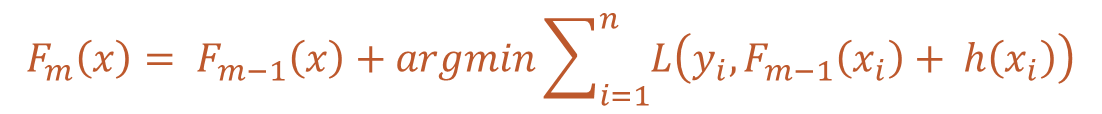 F_m(x) = F_{m−1}(x) + argmin ∑_{i=1}^{n} L(y_i, F_{m−1}(x_i) + h(x_i))